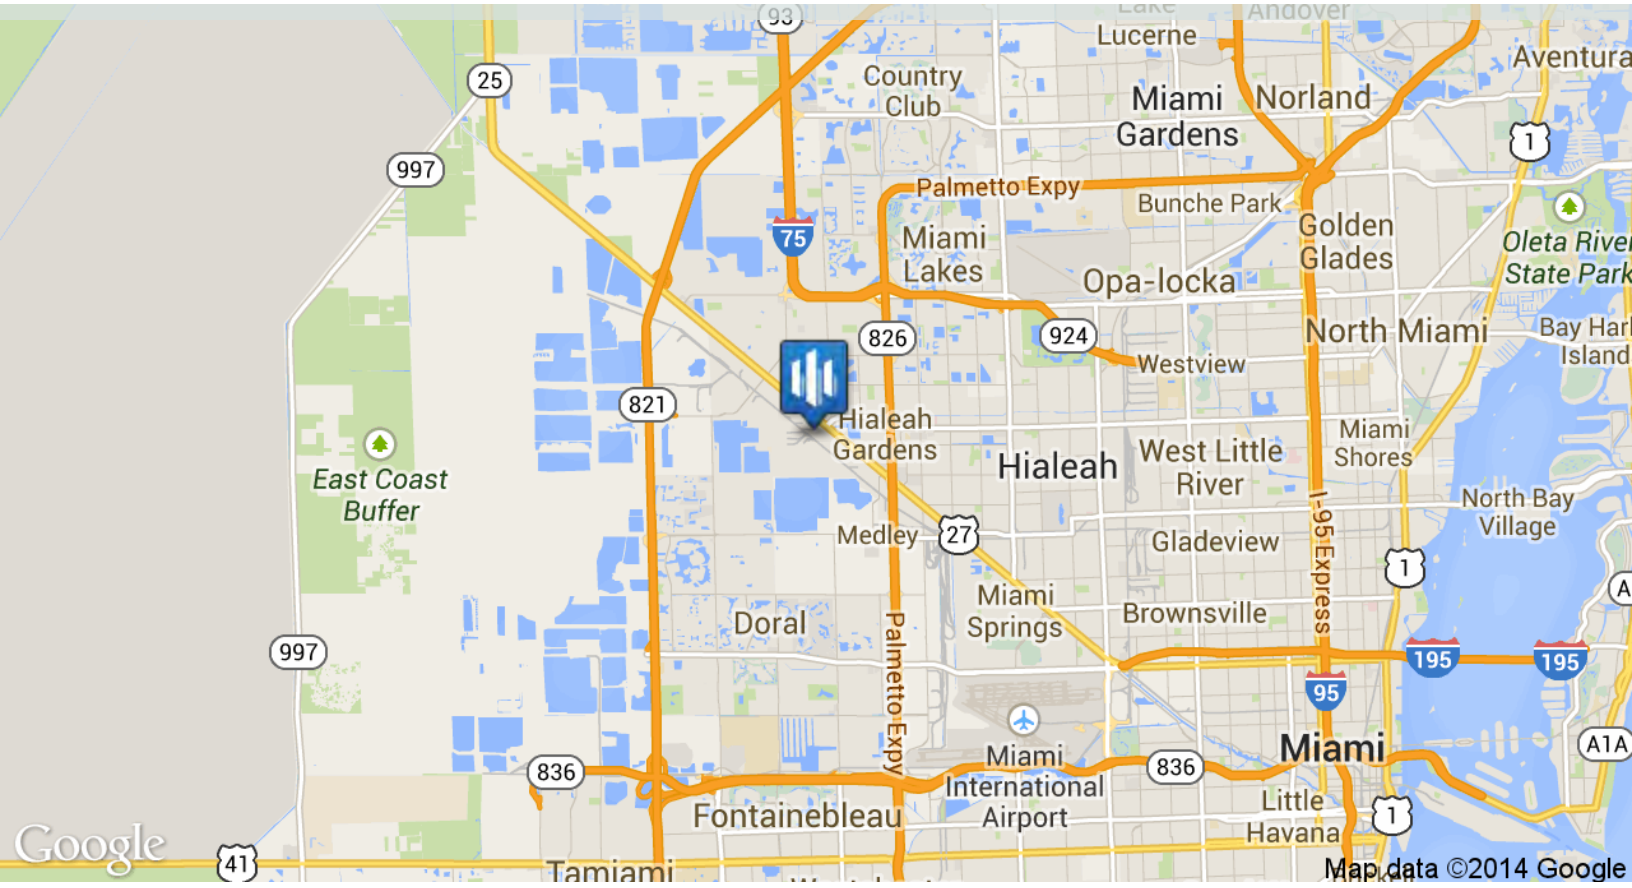 93
Lake
Lucerne
Andover
Aventura
25
Country
Club
Miami
Gardens
Norland
1
997
Palmetto Expy
Bunche Park
75
Miami
Lakes
Golden
Glades
Oleta River
State Park
Opa-locka
826
924
North Miami
Bay Har
Island
Westview
821
Hialeah
Gardens
Miami
Shores
East Coast
Buffer
Hialeah
West Little
River
North Bay
Village
I-95 Express
Medley
27
Gladeview
1
A
Miami
Springs
Brownsville
Doral
Palmetto Expy
997
195
195
95
Miami
A1A
836
Miami
International
Airport
836
Fontainebleau
Little
Havana
1
Google
41
Tamiami
Map data ©2014 Google